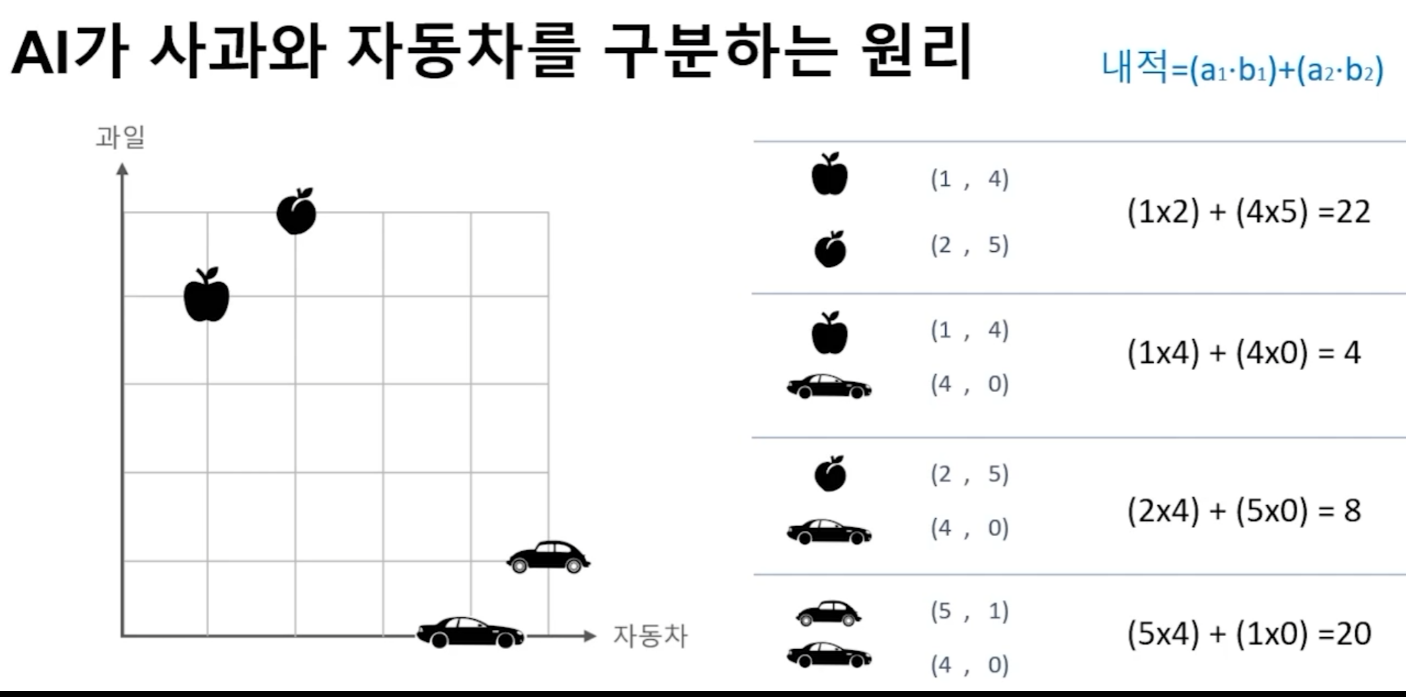 AI가 사과와 자동차를 구분하는 원리
내적=(a₁·b₁)+(a₂·b₂)
과일
자동차
(1 , 4)
(2 , 5)
(1x2) + (4x5) =22
(1 , 4)
(4 , 0)
(1x4) + (4x0) = 4
(2 , 5)
(4 , 0)
(2x4) + (5x0) = 8
(5 , 1)
(4 , 0)
(5x4) + (1x0) =20